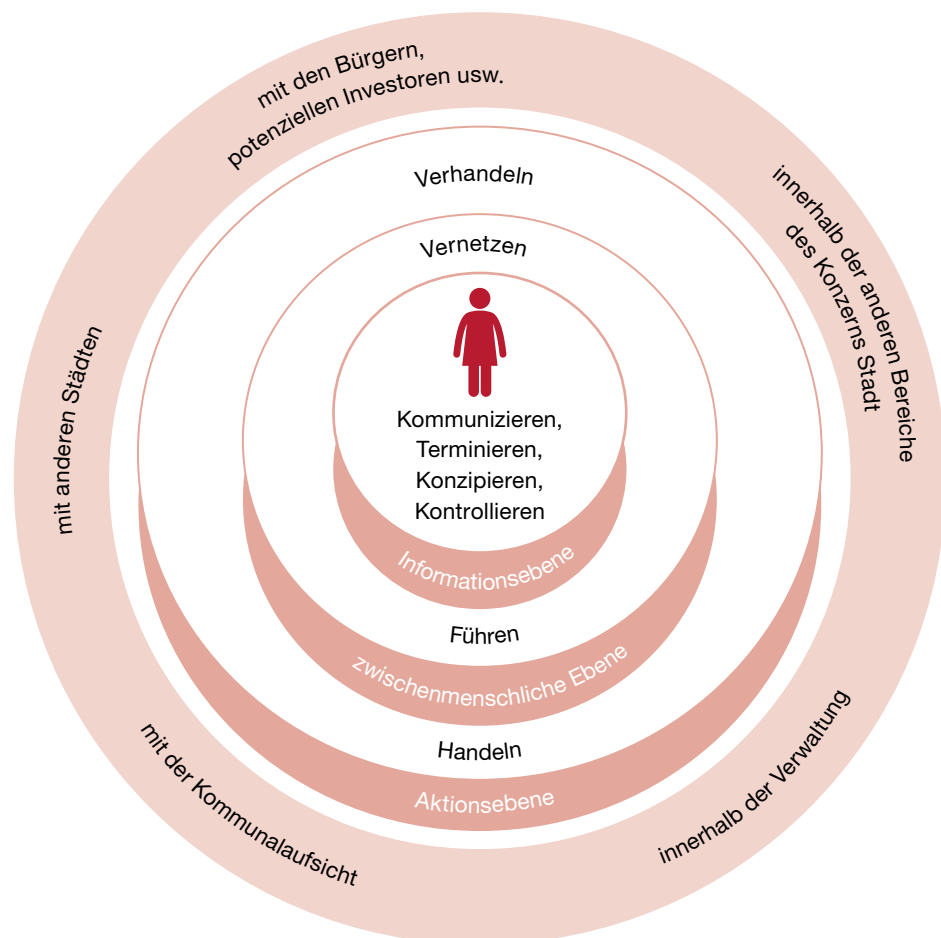 mit den Bürgern,
potenziellen Investoren usw.
innerhalb der anderen Bereiche
des Konzerns Stadt
mit anderen Städten
Verhandeln
Vernetzen
Kommunizieren,
Terminieren,
Konzipieren,
Kontrollieren
Informationsebene
Führen
zwischenmenschliche Ebene
Handeln
Aktionsebene
mit der Kommunalaufsicht
innerhalb der Verwaltung